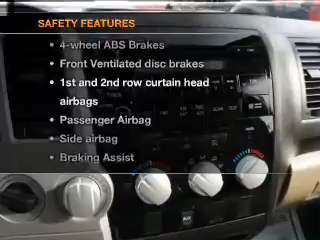 SAFETY FEATURES
• 4-wheel ABS Brakes
• Front Ventilated disc brakes
• 1st and 2nd row curtain head
airbags
• Passenger Airbag
• Side airbag
• Braking Assist
AUX